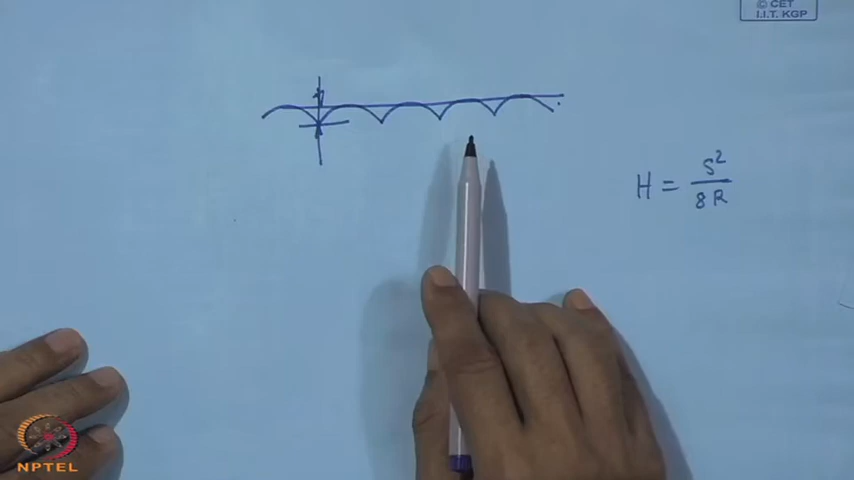 © CET
I.I.T. KGP
H = S²/8R
NPTEL